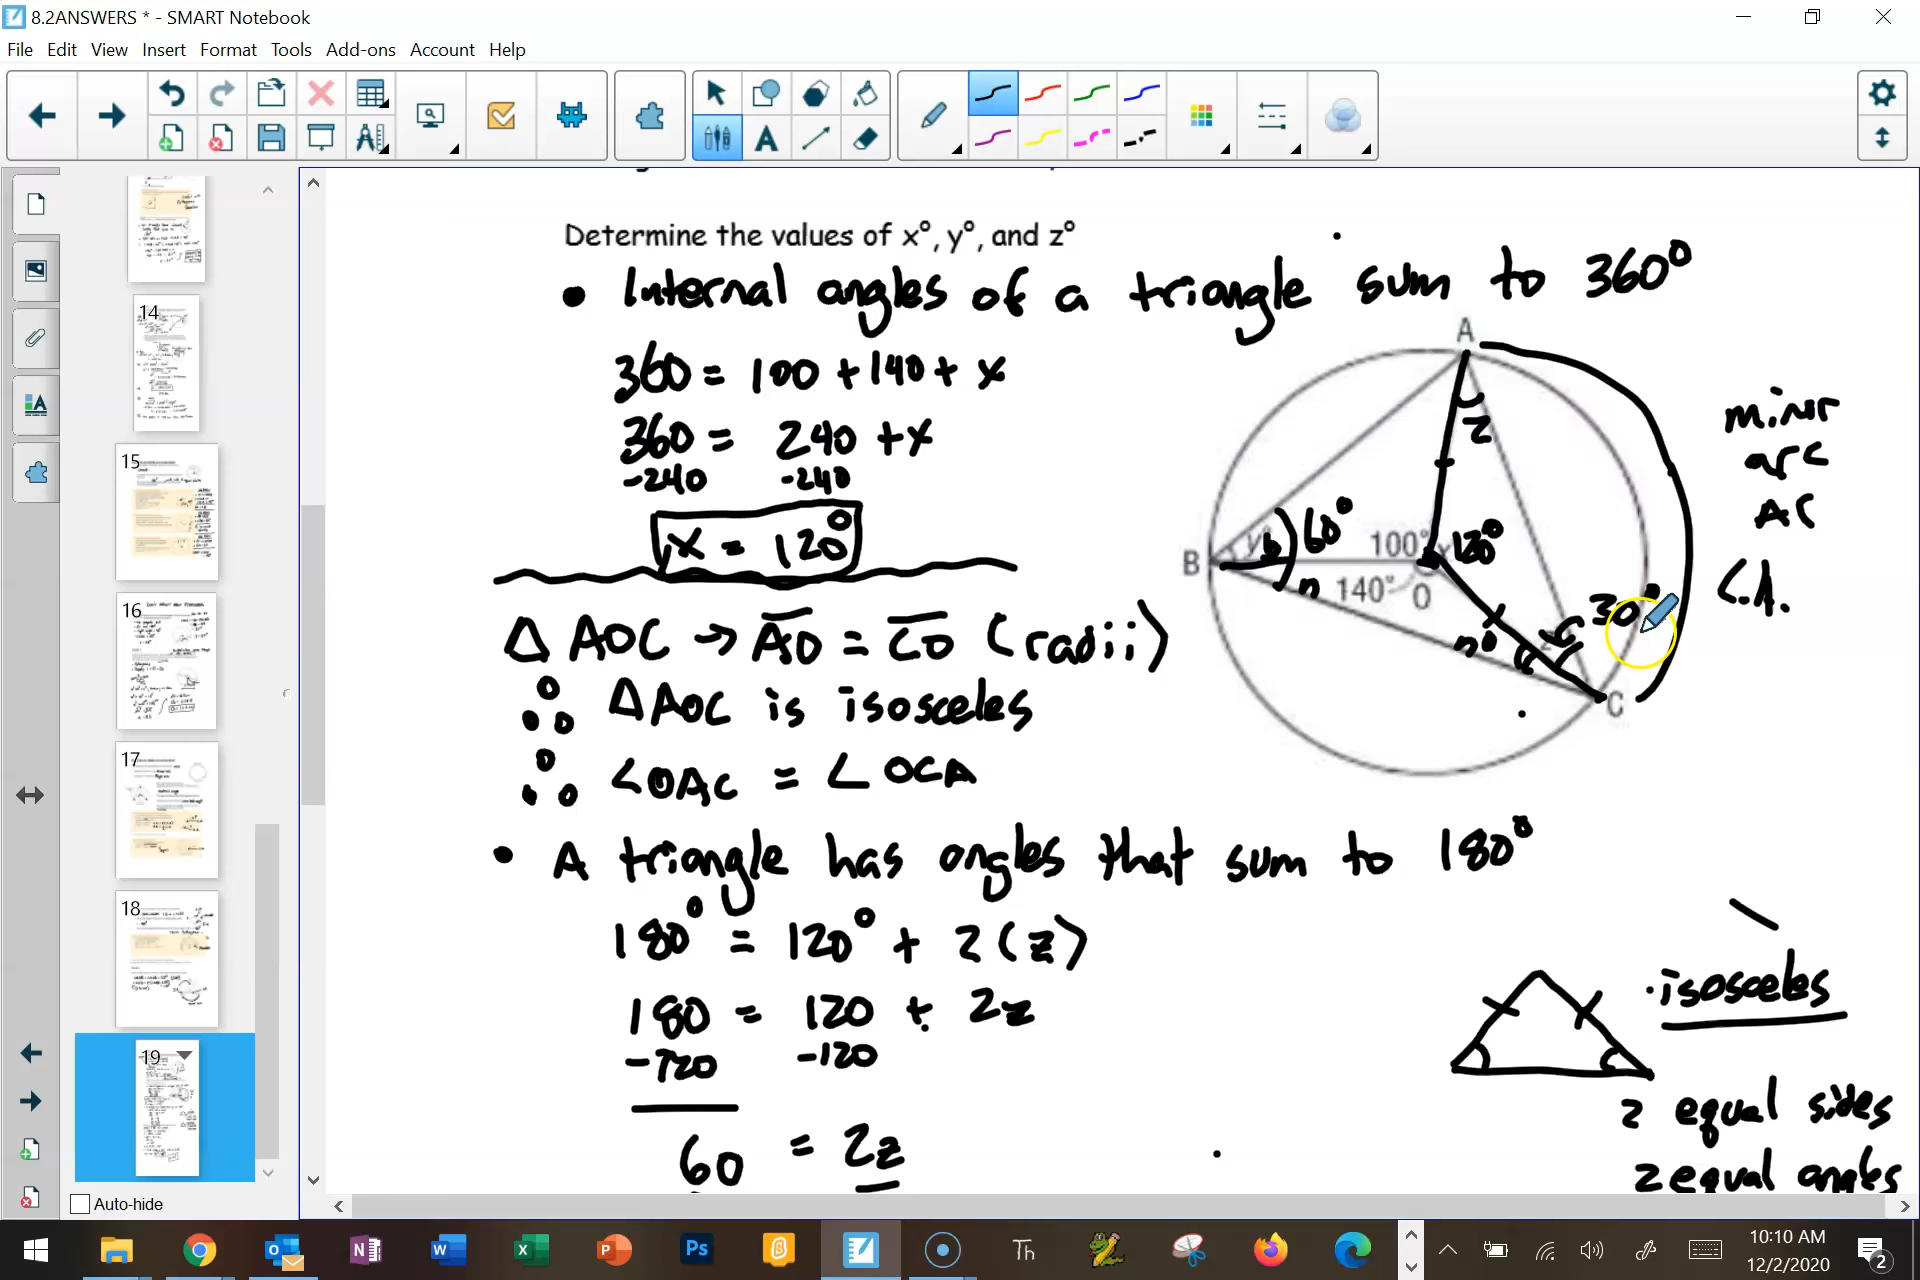 8.2ANSWERS * - SMART Notebook
File Edit View Insert Format Tools Add-ons Account Help
14
15
16
17
18
19
Auto-hide
Determine the values of x°, y°, and z°
• Internal angles of a triangle sum to 360°
360 = 100 + 140 + x
360 = 240 + x
-240 -240
x = 120°
△ AOC → AO = CO (radii)
∴ △AOC is isosceles
∴ <OAC = <OCA
• A triangle has angles that sum to 180°
180° = 120° + 2(z)
180 = 120 + 2z
-120 -120
60 = 2z
A
z
B
y
60°
100°
x
120°
n
140°
O
n°
z
30°
C
minor
arc
AC
C.A.
isosceles
2 equal sides
2 equal angles
Th
10:10 AM
12/2/2020
2